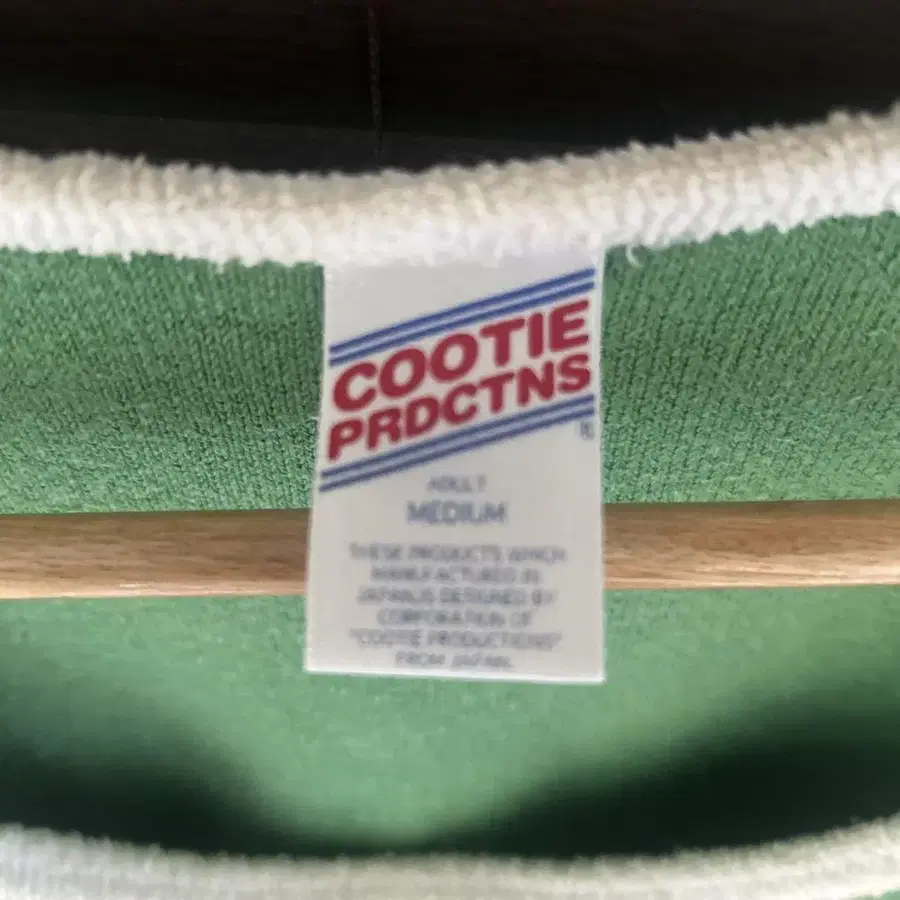 COOTIE
PRDCTNS
ADULT
MEDIUM
THESE PRODUCTS WHICH
MANUFACTURED IN
JAPAN,IS DESIGNED BY
CORPORATION OF
"COOTIE PRODUCTIONS"
FROM JAPAN.